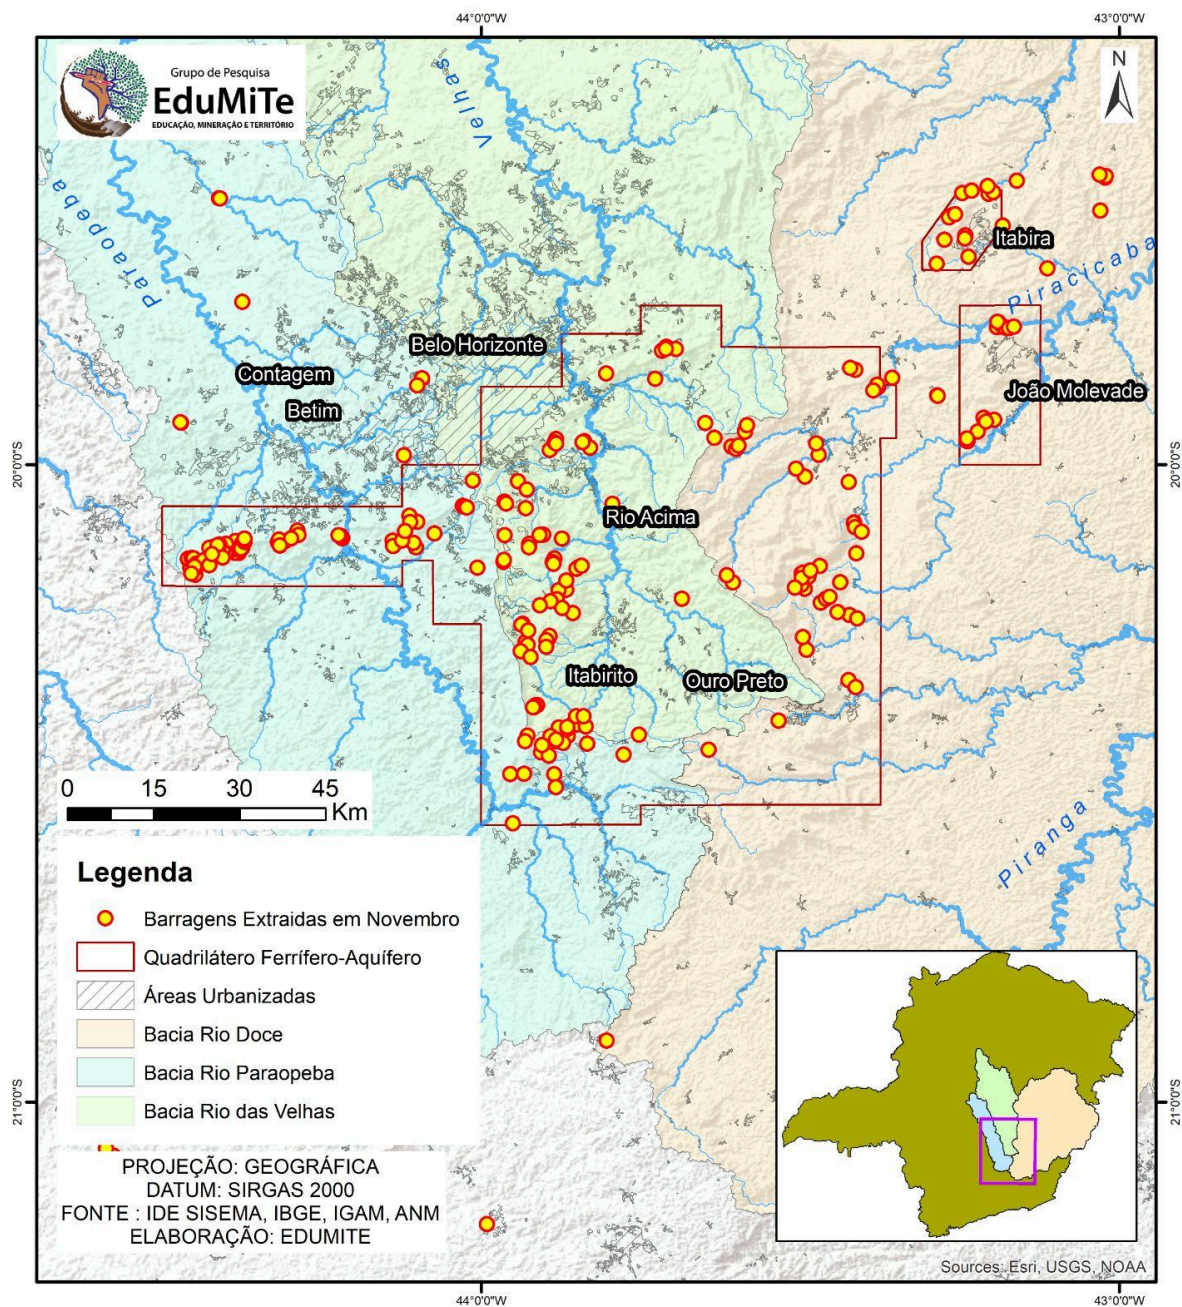 44°0'0"W
43°0'0"W
Grupo de Pesquisa
EduMiTe
EDUCAÇÃO, MINERAÇÃO E TERRITÓRIO
N
Velhas
Paraopeba
Itabira
Piracicaba
Belo Horizonte
Contagem
Betim
João Molevade
20°0'0"S
20°0'0"S
Rio Acima
Itabirito
Ouro Preto
0 15 30 45
Km
Piranga
Legenda
Barragens Extraidas em Novembro
Quadrilátero Ferrífero-Aquífero
Áreas Urbanizadas
Bacia Rio Doce
Bacia Rio Paraopeba
Bacia Rio das Velhas
21°0'0"S
21°0'0"S
PROJEÇÃO: GEOGRÁFICA
DATUM: SIRGAS 2000
FONTE : IDE SISEMA, IBGE, IGAM, ANM
ELABORAÇÃO: EDUMITE
Sources: Esri, USGS, NOAA
44°0'0"W
43°0'0"W